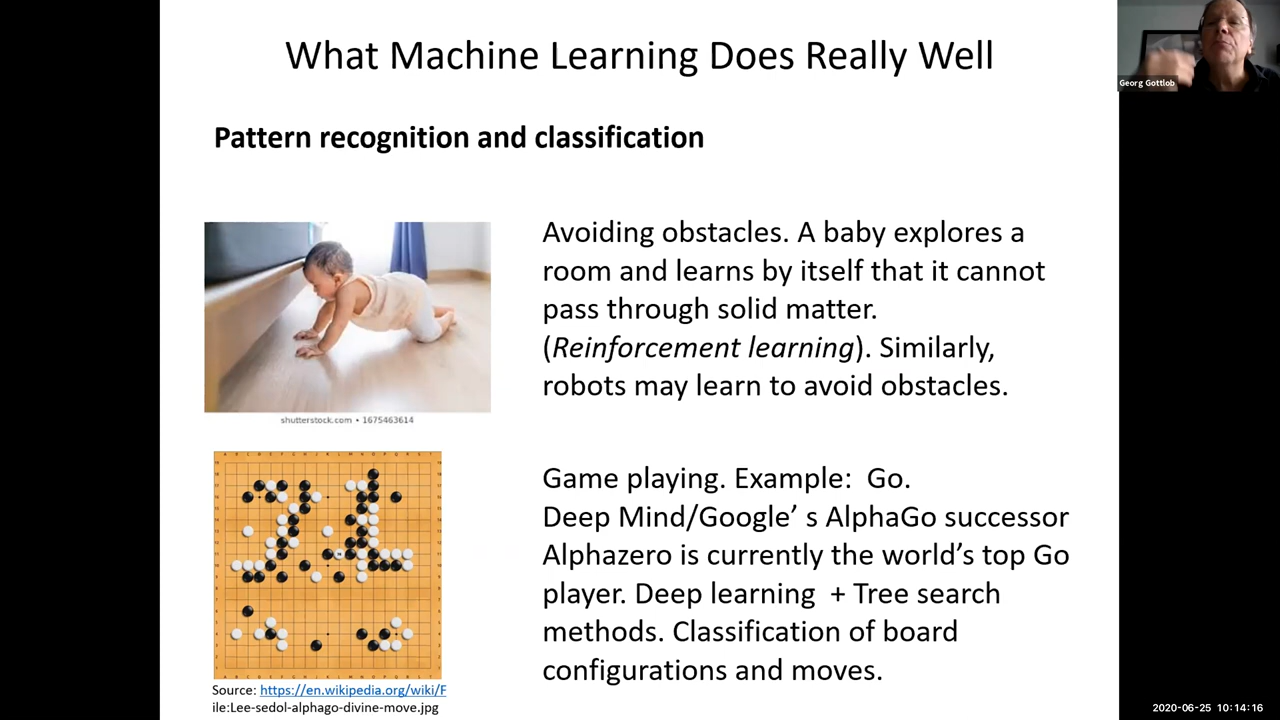 What Machine Learning Does Really Well
Georg Gottlob
Pattern recognition and classification
Avoiding obstacles. A baby explores a
room and learns by itself that it cannot
pass through solid matter.
(Reinforcement learning). Similarly,
robots may learn to avoid obstacles.
shutterstock.com • 1675463614
Game playing. Example:  Go.
Deep Mind/Google’ s AlphaGo successor
Alphazero is currently the world’s top Go
player. Deep learning  + Tree search
methods. Classification of board
configurations and moves.
Source: https://en.wikipedia.org/wiki/F
ile:Lee-sedol-alphago-divine-move.jpg
2020-06-25 10:14:16